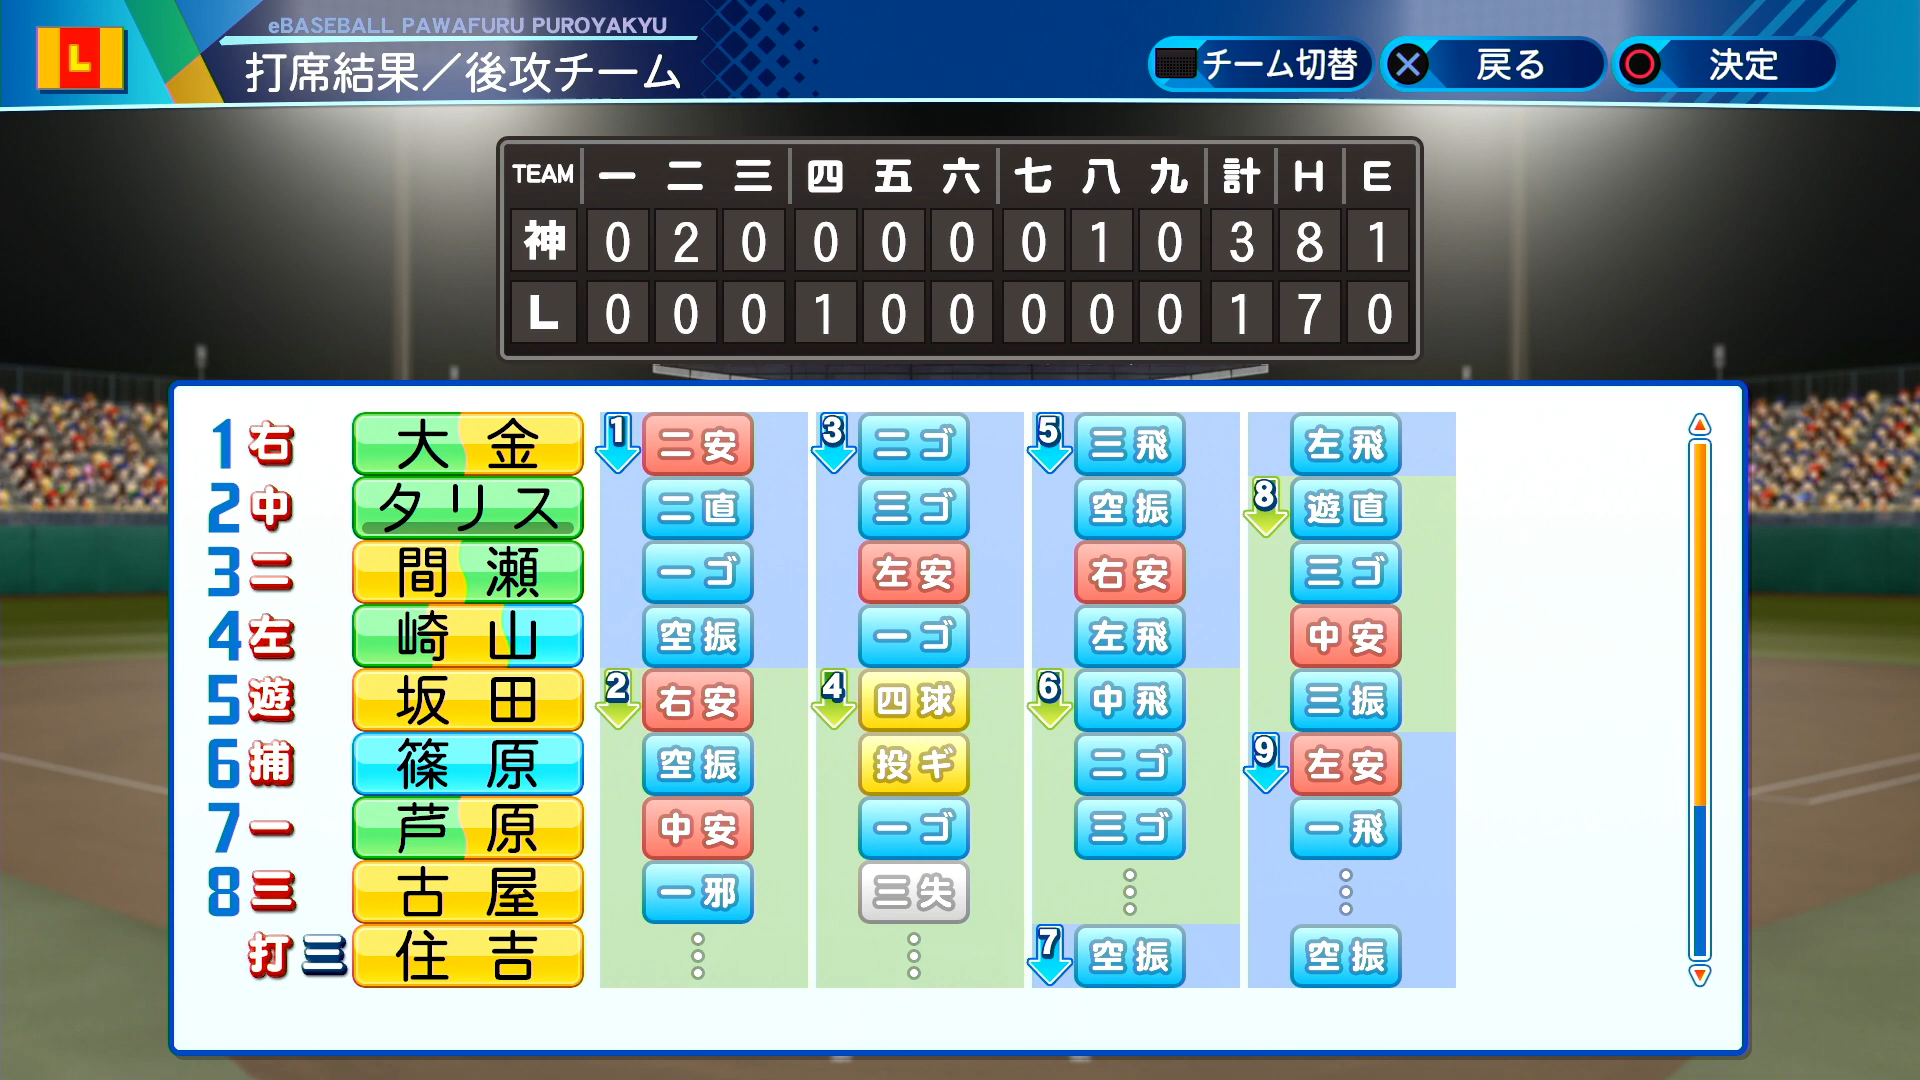 eBASEBALL PAWAFURU PUROYAKYU
L 打席結果／後攻チーム チーム切替 戻る 決定
TEAM 一 二 三 四 五 六 七 八 九 計 H E
神 0 2 0 0 0 0 0 1 0 3 8 1
L 0 0 0 1 0 0 0 0 0 1 7 0
1 右 大金 1 二安 3 二ゴ 5 三飛 左飛
2 中 タリス 二直 三ゴ 空振 8 遊直
3 二 間瀬 一ゴ 左安 右安 三ゴ
4 左 崎山 空振 一ゴ 左飛 中安
5 遊 坂田 2 右安 4 四球 6 中飛 三振
6 捕 篠原 空振 投ギ 二ゴ 9 左安
7 一 芦原 中安 一ゴ 三ゴ 一飛
8 三 古屋 一邪 三失
打 三 住吉 7 空振 空振